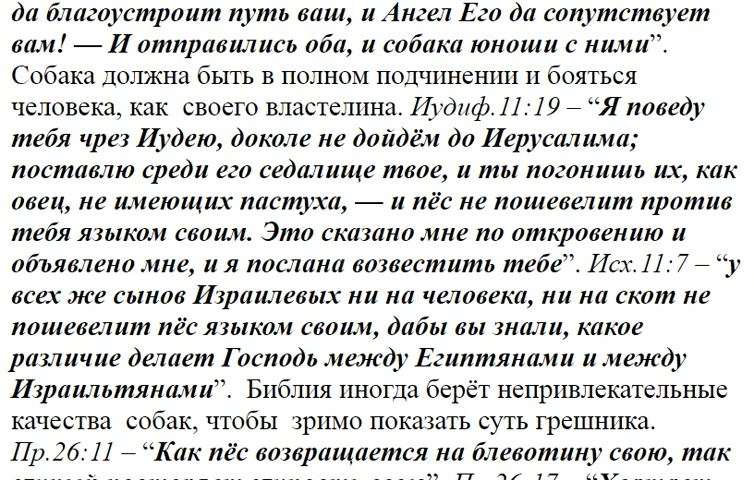 да благоустроит путь ваш, и Ангел Его да сопутствует
вам! — И отправились оба, и собака юноши с ними”.
Собака должна быть в полном подчинении и бояться
человека, как  своего властелина. Иудиф.11:19 – “Я поведу
тебя чрез Иудею, доколе не дойдём до Иерусалима;
поставлю среди его седалище твое, и ты погонишь их, как
овец, не имеющих пастуха, — и пёс не пошевелит против
тебя языком своим. Это сказано мне по откровению и
объявлено мне, и я послана возвестить тебе”. Исх.11:7 – “у
всех же сынов Израилевых ни на человека, ни на скот не
пошевелит пёс языком своим, дабы вы знали, какое
различие делает Господь между Египтянами и между
Израильтянами”.  Библия иногда берёт непривлекательные
качества  собак, чтобы  зримо показать суть грешника.
Пр.26:11 – “Как пёс возвращается на блевотину свою, так